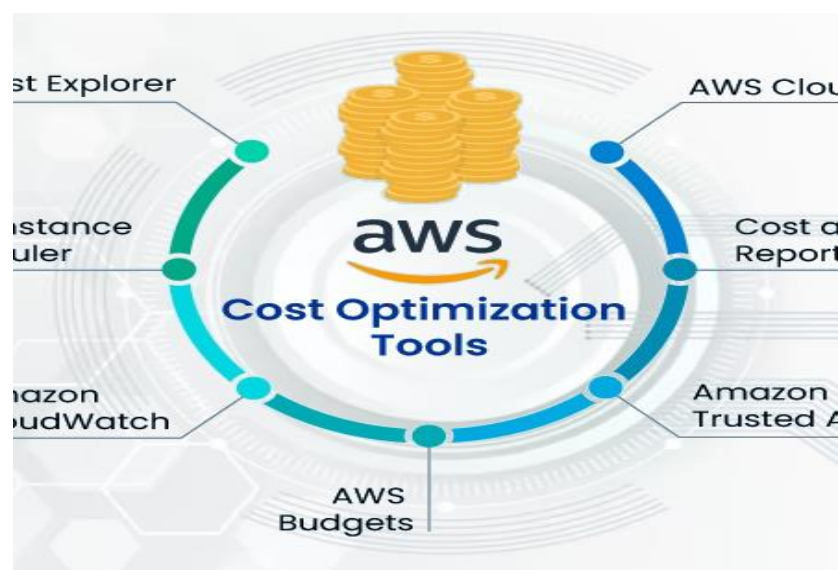 st Explorer
AWS Clou
nstance
uler
Cost a
Report
aws
Cost Optimization
Tools
mazon
oudWatch
Amazon
Trusted A
AWS
Budgets